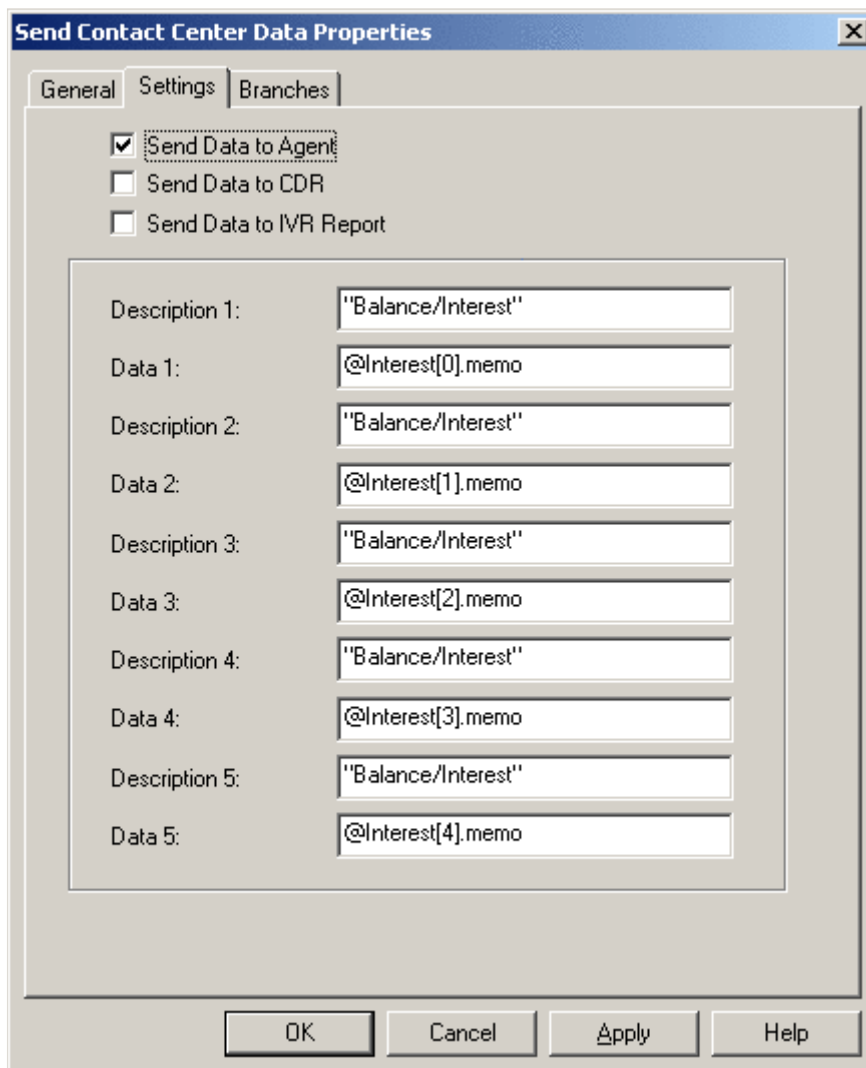 Send Contact Center Data Properties
General Settings Branches
Send Data to Agent
Send Data to CDR
Send Data to IVR Report
Description 1: "Balance/Interest"
Data 1: @Interest[0].memo
Description 2: "Balance/Interest"
Data 2: @Interest[1].memo
Description 3: "Balance/Interest"
Data 3: @Interest[2].memo
Description 4: "Balance/Interest"
Data 4: @Interest[3].memo
Description 5: "Balance/Interest"
Data 5: @Interest[4].memo
OK Cancel Apply Help